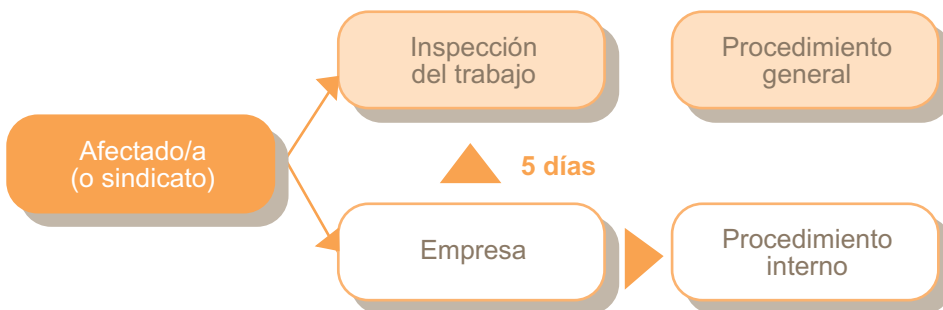 Inspección
del trabajo
Procedimiento
general
Afectado/a
(o sindicato)
5 días
Empresa
Procedimiento
interno